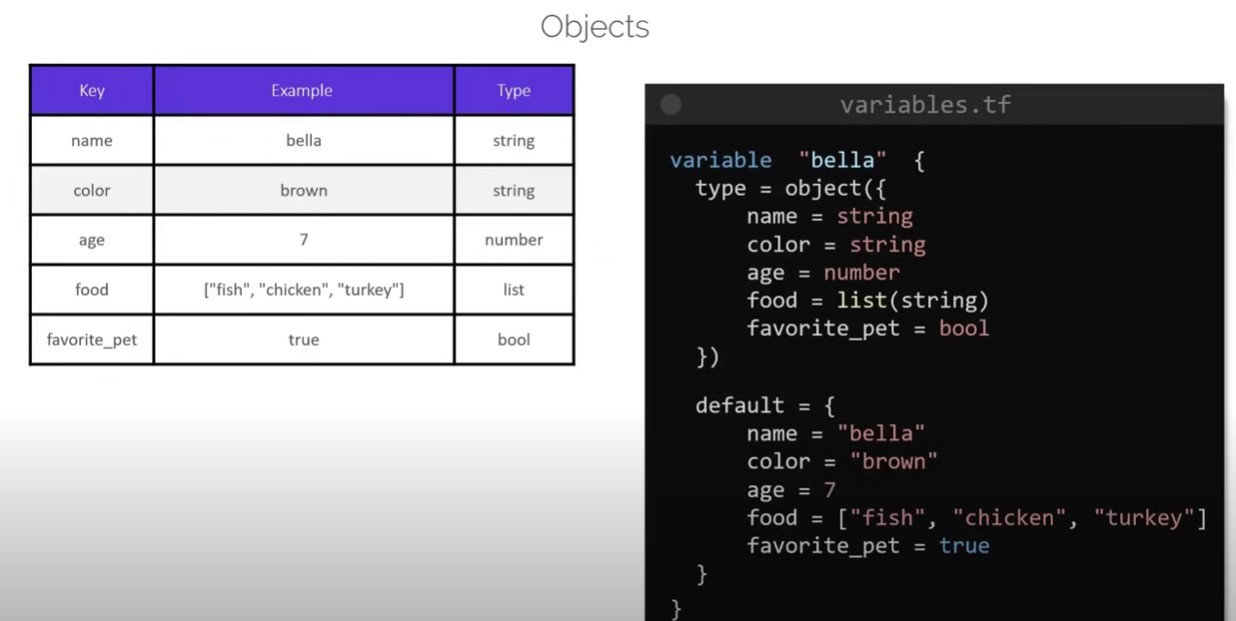 Objects
Key Example Type
name bella string
color brown string
age 7 number
food ["fish", "chicken", "turkey"] list
favorite_pet true bool
variables.tf
variable "bella" {
type = object({
name = string
color = string
age = number
food = list(string)
favorite_pet = bool
})
default = {
name = "bella"
color = "brown"
age = 7
food = ["fish", "chicken", "turkey"]
favorite_pet = true
}
}